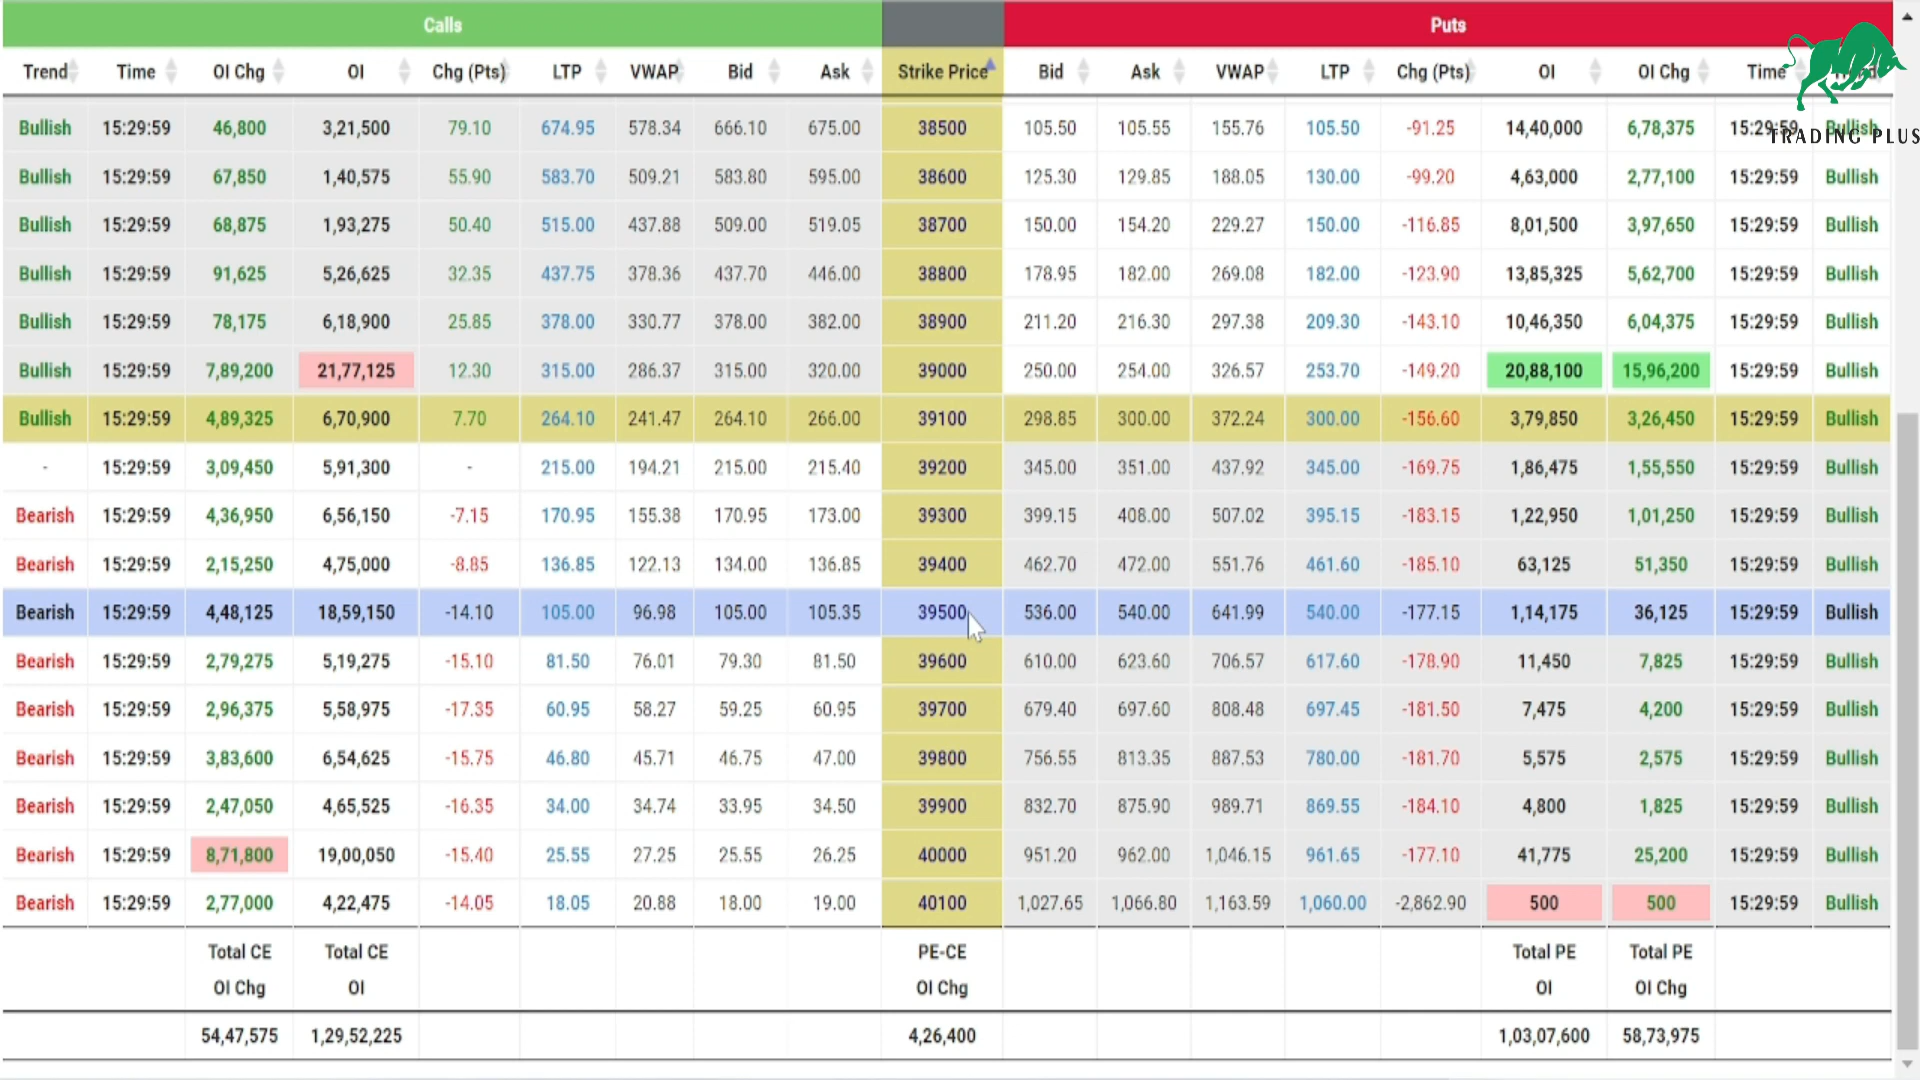 Calls Puts
Trend Time OI Chg OI Chg (Pts) LTP VWAP Bid Ask Strike Price Bid Ask VWAP LTP Chg (Pts) OI OI Chg Time
Bullish 15:29:59 46,800 3,21,500 79.10 674.95 578.34 666.10 675.00 38500 105.50 105.55 155.76 105.50 -91.25 14,40,000 6,78,375 15:29:59 Bullish
TRADING PLUS
Bullish 15:29:59 67,850 1,40,575 55.90 583.70 509.21 583.80 595.00 38600 125.30 129.85 188.05 130.00 -99.20 4,63,000 2,77,100 15:29:59 Bullish
Bullish 15:29:59 68,875 1,93,275 50.40 515.00 437.88 509.00 519.05 38700 150.00 154.20 229.27 150.00 -116.85 8,01,500 3,97,650 15:29:59 Bullish
Bullish 15:29:59 91,625 5,26,625 32.35 437.75 378.36 437.70 446.00 38800 178.95 182.00 269.08 182.00 -123.90 13,85,325 5,62,700 15:29:59 Bullish
Bullish 15:29:59 78,175 6,18,900 25.85 378.00 330.77 378.00 382.00 38900 211.20 216.30 297.38 209.30 -143.10 10,46,350 6,04,375 15:29:59 Bullish
Bullish 15:29:59 7,89,200 21,77,125 12.30 315.00 286.37 315.00 320.00 39000 250.00 254.00 326.57 253.70 -149.20 20,88,100 15,96,200 15:29:59 Bullish
Bullish 15:29:59 4,89,325 6,70,900 7.70 264.10 241.47 264.10 266.00 39100 298.85 300.00 372.24 300.00 -156.60 3,79,850 3,26,450 15:29:59 Bullish
- 15:29:59 3,09,450 5,91,300 - 215.00 194.21 215.00 215.40 39200 345.00 351.00 437.92 345.00 -169.75 1,86,475 1,55,550 15:29:59 Bullish
Bearish 15:29:59 4,36,950 6,56,150 -7.15 170.95 155.38 170.95 173.00 39300 399.15 408.00 507.02 395.15 -183.15 1,22,950 1,01,250 15:29:59 Bullish
Bearish 15:29:59 2,15,250 4,75,000 -8.85 136.85 122.13 134.00 136.85 39400 462.70 472.00 551.76 461.60 -185.10 63,125 51,350 15:29:59 Bullish
Bearish 15:29:59 4,48,125 18,59,150 -14.10 105.00 96.98 105.00 105.35 39500 536.00 540.00 641.99 540.00 -177.15 1,14,175 36,125 15:29:59 Bullish
Bearish 15:29:59 2,79,275 5,19,275 -15.10 81.50 76.01 79.30 81.50 39600 610.00 623.60 706.57 617.60 -178.90 11,450 7,825 15:29:59 Bullish
Bearish 15:29:59 2,96,375 5,58,975 -17.35 60.95 58.27 59.25 60.95 39700 679.40 697.60 808.48 697.45 -181.50 7,475 4,200 15:29:59 Bullish
Bearish 15:29:59 3,83,600 6,54,625 -15.75 46.80 45.71 46.75 47.00 39800 756.55 813.35 887.53 780.00 -181.70 5,575 2,575 15:29:59 Bullish
Bearish 15:29:59 2,47,050 4,65,525 -16.35 34.00 34.74 33.95 34.50 39900 832.70 875.90 989.71 869.55 -184.10 4,800 1,825 15:29:59 Bullish
Bearish 15:29:59 8,71,800 19,00,050 -15.40 25.55 27.25 25.55 26.25 40000 951.20 962.00 1,046.15 961.65 -177.10 41,775 25,200 15:29:59 Bullish
Bearish 15:29:59 2,77,000 4,22,475 -14.05 18.05 20.88 18.00 19.00 40100 1,027.65 1,066.80 1,163.59 1,060.00 -2,862.90 500 500 15:29:59 Bullish
Total CE Total CE PE-CE Total PE Total PE
OI Chg OI OI Chg OI OI Chg
54,47,575 1,29,52,225 4,26,400 1,03,07,600 58,73,975